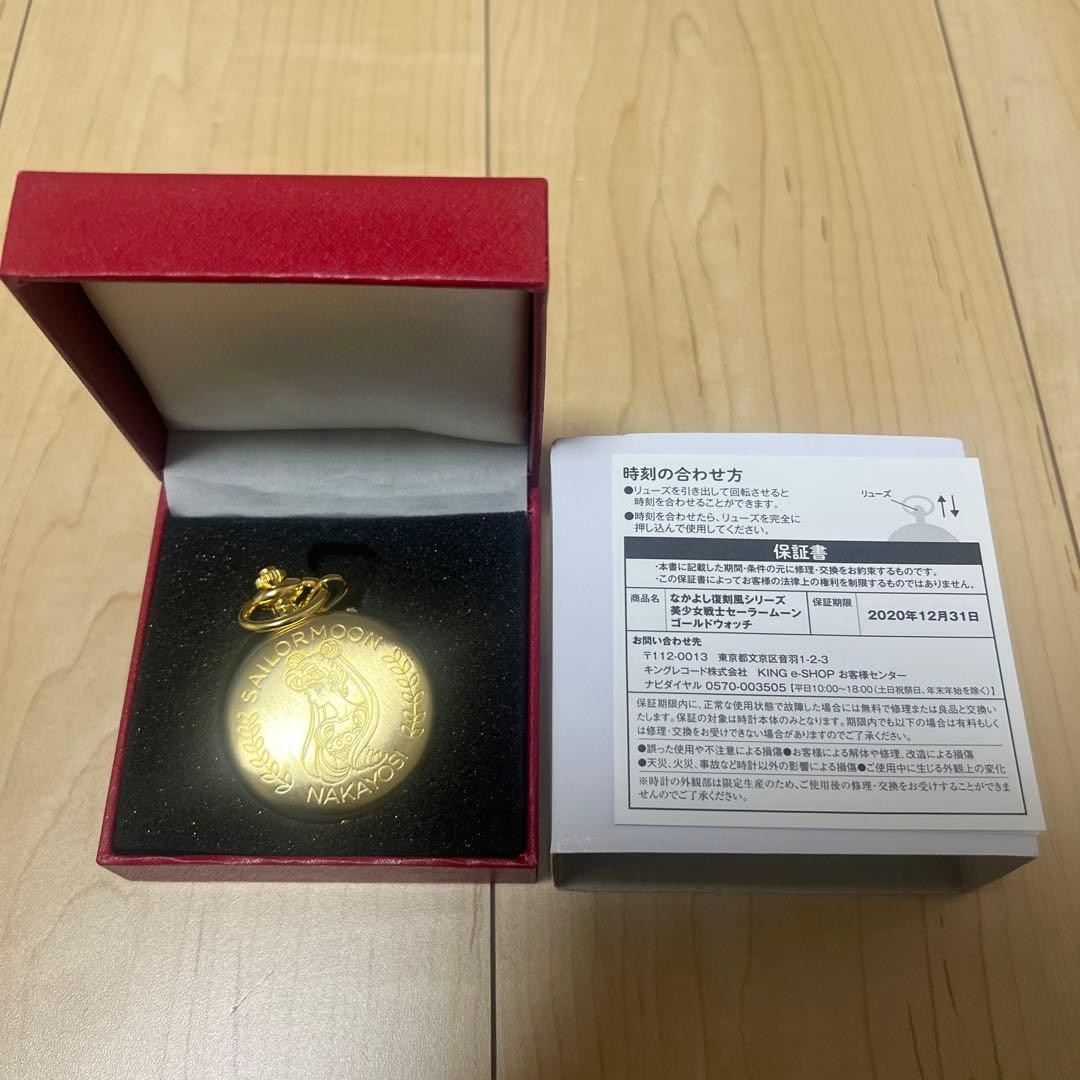 SAILORMOON
NAKAYOSI
時刻の合わせ方
●リューズを引き出して回転させると
時刻を合わせることができます。
●時刻を合わせたら、リューズを完全に
押し込んで使用してください。
リューズ
保証書
・本書に記載した期間・条件の元に修理・交換をお約束するものです。
・この保証書によってお客様の法律上の権利を制限するものではありません。
商品名
なかよし復刻風シリーズ
美少女戦士セーラームーン
ゴールドウォッチ
保証期限
2020年12月31日
お問い合わせ先
〒112-0013 東京都文京区音羽1-2-3
キングレコード株式会社 KING e-SHOP お客様センター
ナビダイヤル 0570-003505【平日10:00~18:00(土日祝祭日、年末年始を除く)】
保証期限内に、正常な使用状態で故障した場合には無料で修理または良品と交換い
たします。保証の対象は時計本体のみとなります。期限内でも以下の場合は有料もしく
は修理・交換をお受けできない場合がありますのでご了承ください。
●誤った使用や不注意による損傷●お客様による解体や修理、改造による損傷
●天災、火災、事故など時計以外の影響による損傷●ご使用中に生じる外観上の変化
※時計の外観部は限定生産のため、ご使用後の修理・交換をお受けすることができま
せんのでご了承ください。